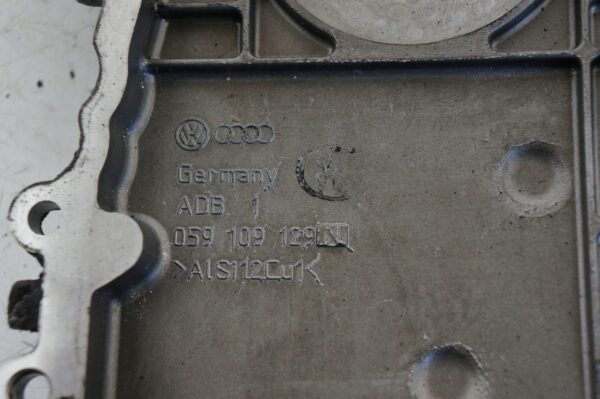 Germany
ADB 1
059 109 129
>AlSi12Cu1<